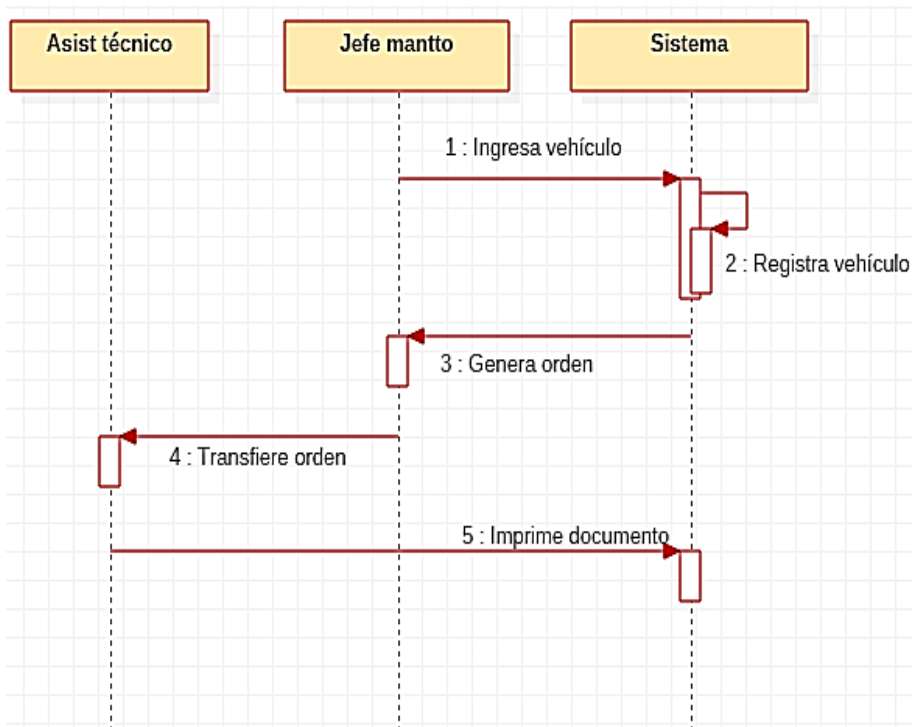 Asist técnico
Jefe mantto
Sistema
1 : Ingresa vehículo
2 : Registra vehículo
3 : Genera orden
4 : Transfiere orden
5 : Imprime documento